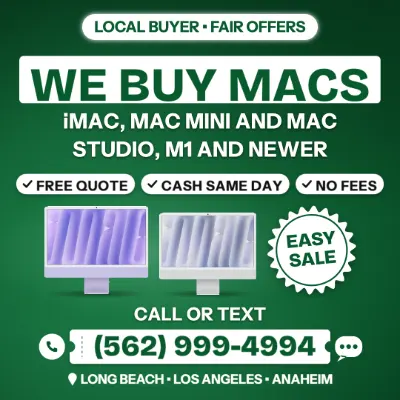 LOCAL BUYER • FAIR OFFERS
WE BUY MACS
iMAC, MAC MINI AND MAC
STUDIO, M1 AND NEWER
✓ FREE QUOTE ✓ CASH SAME DAY ✓ NO FEES
EASY
SALE
CALL OR TEXT
(562) 999-4994
LONG BEACH • LOS ANGELES • ANAHEIM